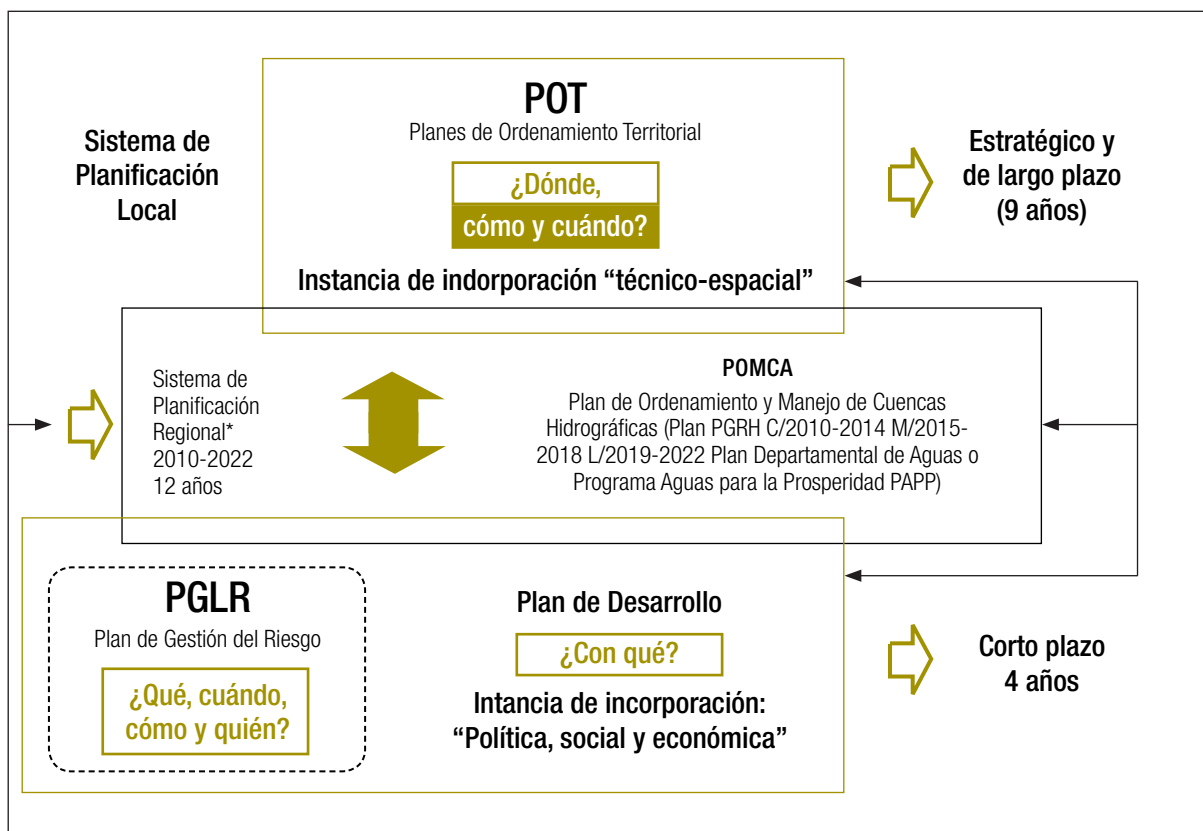 Sistema de
Planificación
Local
POT
Planes de Ordenamiento Territorial
¿Dónde,
cómo y cuándo?
Instancia de indorporación “técnico-espacial”
Estratégico y
de largo plazo
(9 años)
Sistema de
Planificación
Regional*
2010-2022
12 años
POMCA
Plan de Ordenamiento y Manejo de Cuencas
Hidrográficas (Plan PGRH C/2010-2014 M/2015-
2018 L/2019-2022 Plan Departamental de Aguas o
Programa Aguas para la Prosperidad PAPP)
PGLR
Plan de Gestión del Riesgo
¿Qué, cuándo,
cómo y quién?
Plan de Desarrollo
¿Con qué?
Intancia de incorporación:
“Política, social y económica”
Corto plazo
4 años